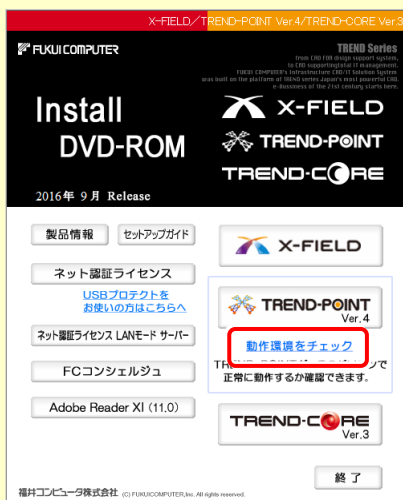 X-FIELD／TREND-POINT Ver.4/TREND-CORE Ver.3
FUKUI COMPUTER
TREND Series
from CAD FOR design support system,
to CAD supportingtotal IT management.
FUKUI COMPUTER's Infrastructure CAD/IT Solution System
was built on the platform of TREND series Japan's most powerful CAD.
e-Bussiness of the 21st century starts here.
Install
DVD-ROM
2016年 9月 Release
X-FIELD
TREND-POINT
TREND-CORE
製品情報
セットアップガイド
ネット認証ライセンス
USBプロテクトを
お使いの方はこちらへ
ネット認証ライセンス LANモード サーバー
FCコンシェルジュ
Adobe Reader XI (11.0)
X-FIELD
TREND-POINT
Ver.4
動作環境をチェック
で
正常に動作するか確認できます。
TREND-CORE
Ver.3
終了
福井コンピュータ株式会社 (C) FUKUICOMPUTER,Inc. All rights reserved.